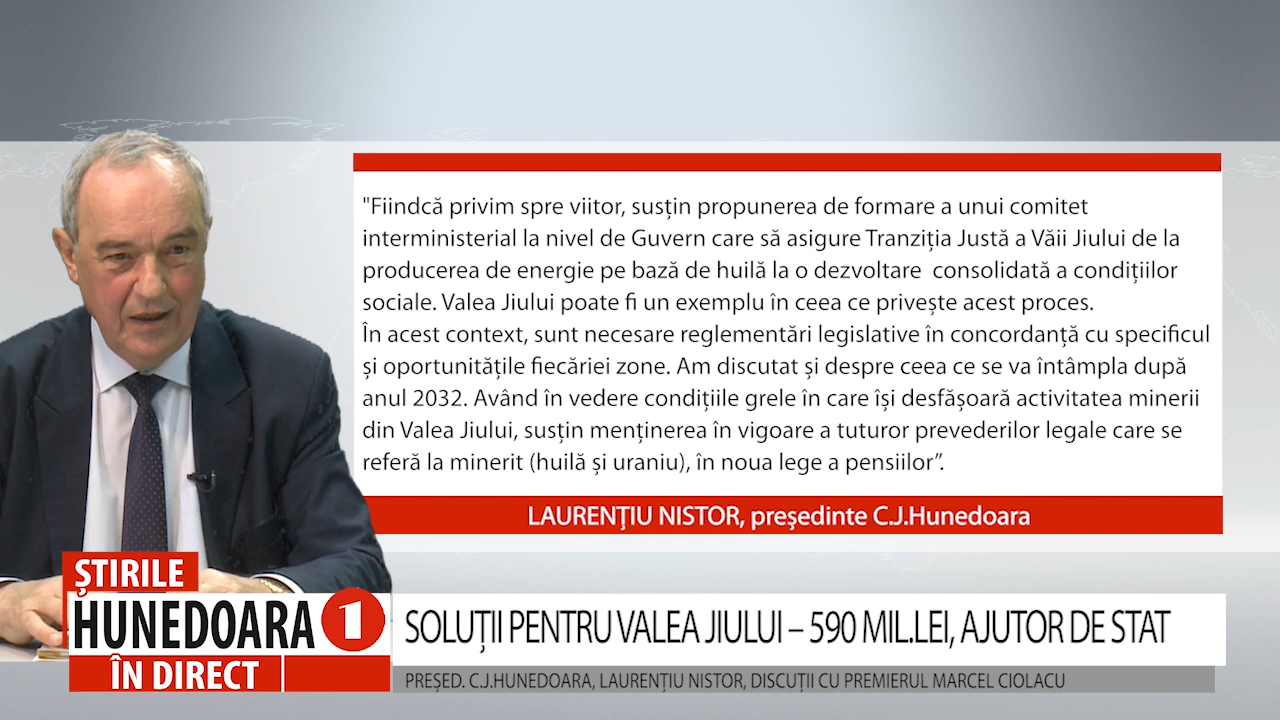 "Fiindcă privim spre viitor, susțin propunerea de formare a unui comitet
interministerial la nivel de Guvern care să asigure Tranziția Justă a Văii Jiului de la
producerea de energie pe bază de huilă la o dezvoltare  consolidată a condițiilor
sociale. Valea Jiului poate fi un exemplu în ceea ce privește acest proces.
În acest context, sunt necesare reglementări legislative în concordanță cu specificul
și oportunitățile fiecăriei zone. Am discutat și despre ceea ce se va întâmpla după
anul 2032. Având în vedere condițiile grele în care își desfășoară activitatea minerii
din Valea Jiului, susțin menținerea în vigoare a tuturor prevederilor legale care se
referă la minerit (huilă și uraniu), în noua lege a pensiilor”.
LAURENŢIU NISTOR, preşedinte C.J.Hunedoara
ȘTIRILE
HUNEDOARA 1
ÎN DIRECT
SOLUȚII PENTRU VALEA JIULUI – 590 MIL.LEI, AJUTOR DE STAT
PREȘED. C.J.HUNEDOARA, LAURENȚIU NISTOR, DISCUȚII CU PREMIERUL MARCEL CIOLACU